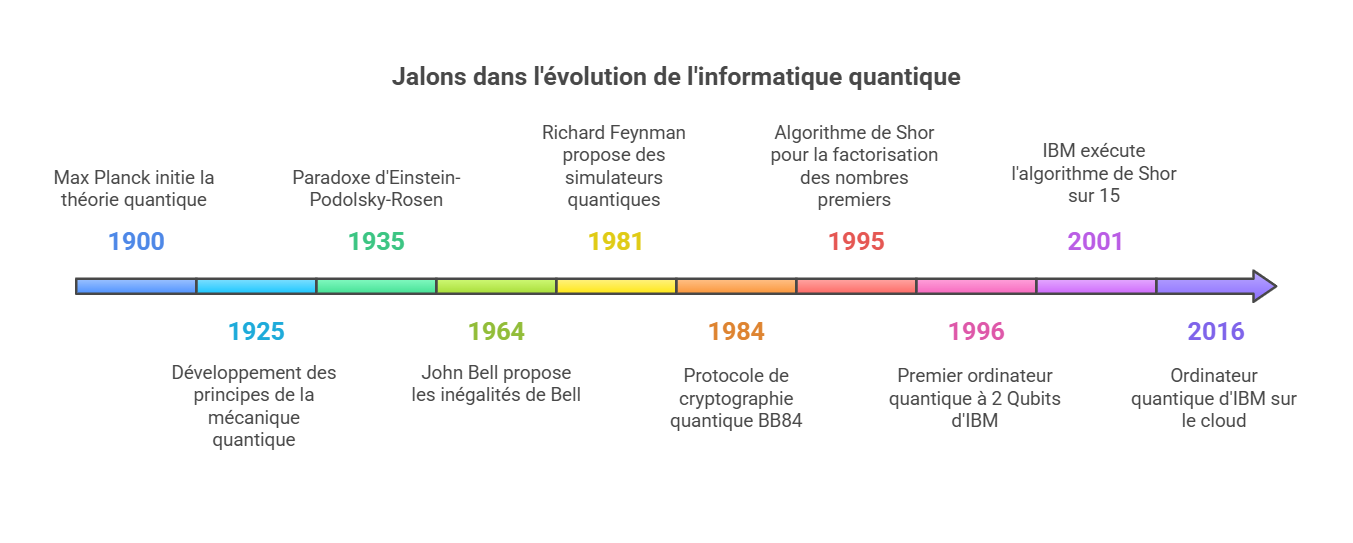 Jalons dans l'évolution de l'informatique quantique
Max Planck initie la
théorie quantique
1900
1925
Développement des
principes de la
mécanique
quantique
Paradoxe d'Einstein-
Podolsky-Rosen
1935
1964
John Bell propose
les inégalités de Bell
Richard Feynman
propose des
simulateurs
quantiques
1981
1984
Protocole de
cryptographie
quantique BB84
Algorithme de Shor
pour la factorisation
des nombres
premiers
1995
1996
Premier ordinateur
quantique à 2 Qubits
d'IBM
IBM exécute
l'algorithme de Shor
sur 15
2001
2016
Ordinateur
quantique d'IBM sur
le cloud